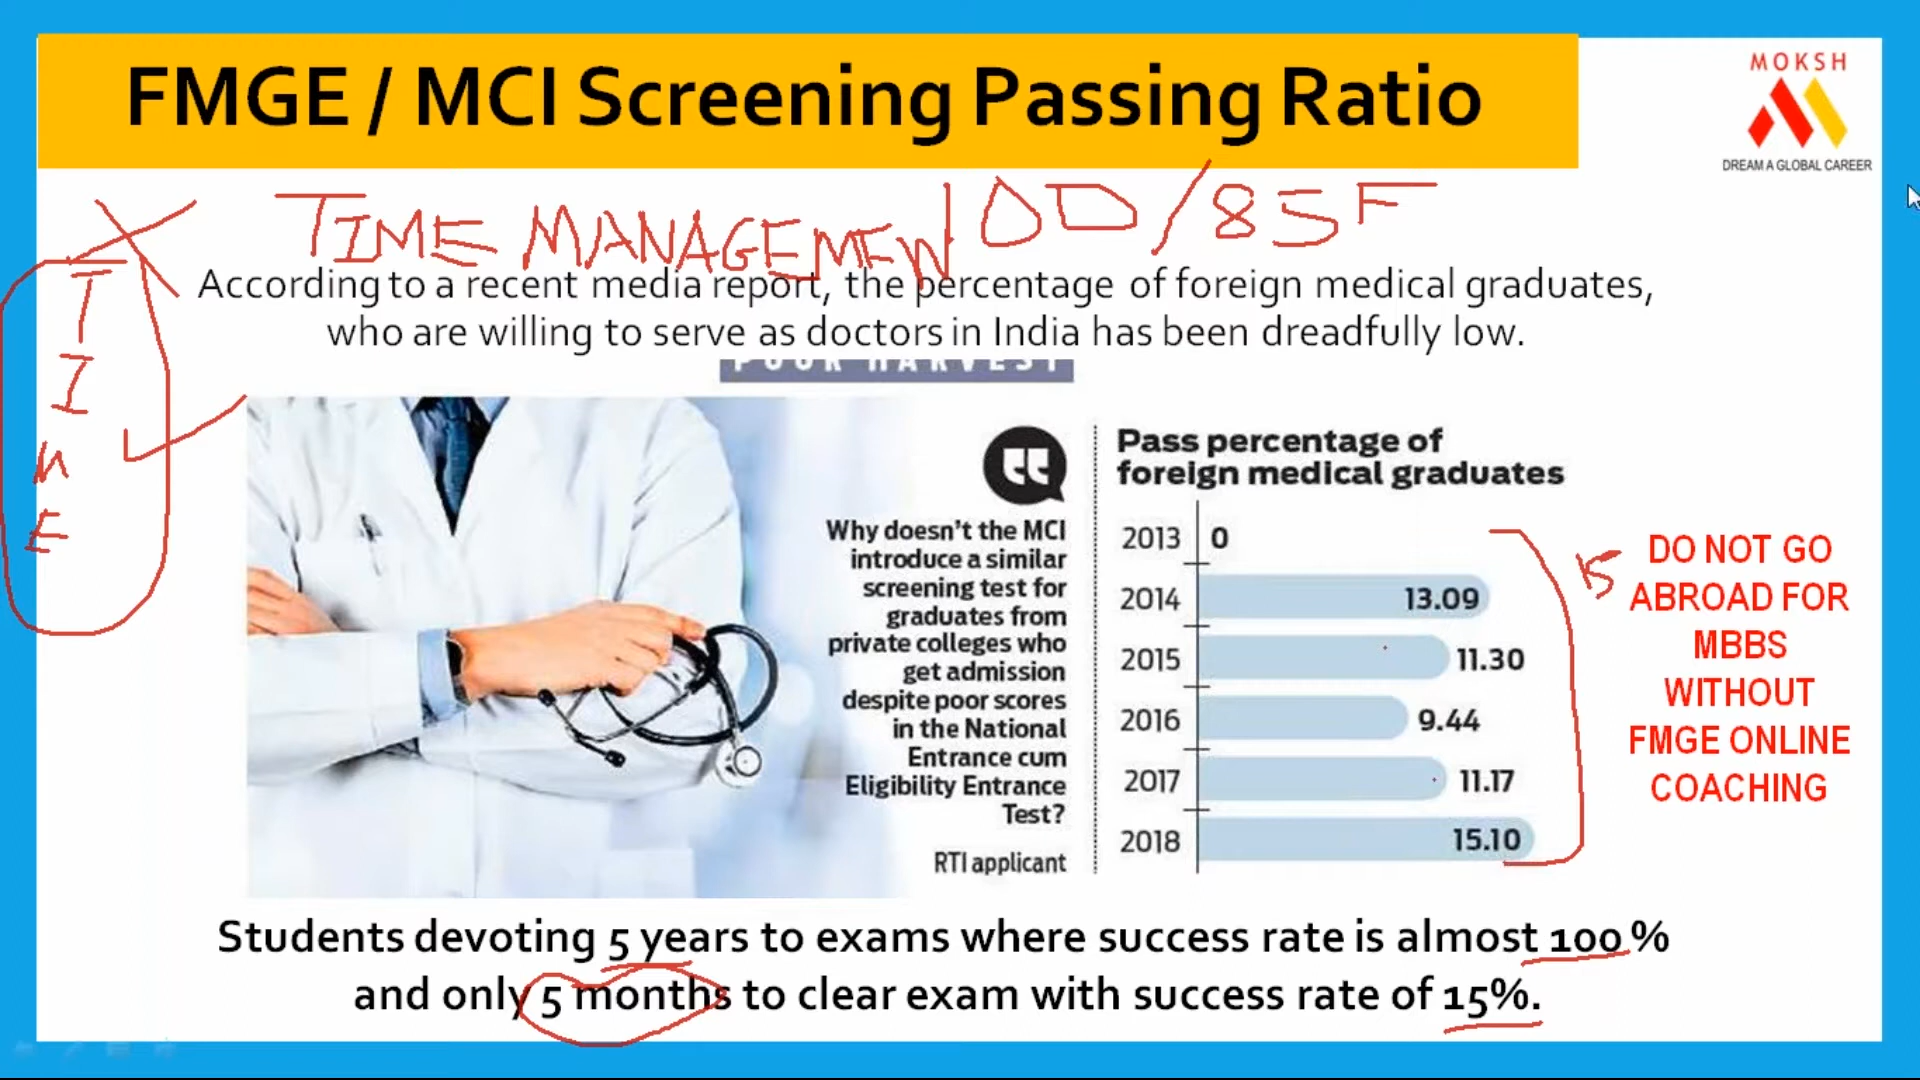 FMGE / MCI Screening Passing Ratio
MOKSH
DREAM A GLOBAL CAREER
TIME MANAGEMEN
/85 F
TIME
According to a recent media report, the percentage of foreign medical graduates,
who are willing to serve as doctors in India has been dreadfully low.
POOR HARVEST
Why doesn't the MCI
introduce a similar
screening test for
graduates from
private colleges who
get admission
despite poor scores
in the National
Entrance cum
Eligibility Entrance
Test?
RTI applicant
Pass percentage of
foreign medical graduates
2013 0
2014 13.09
2015 11.30
2016 9.44
2017 11.17
2018 15.10
15
DO NOT GO
ABROAD FOR
MBBS
WITHOUT
FMGE ONLINE
COACHING
Students devoting 5 years to exams where success rate is almost 100 %
and only 5 months to clear exam with success rate of 15%.